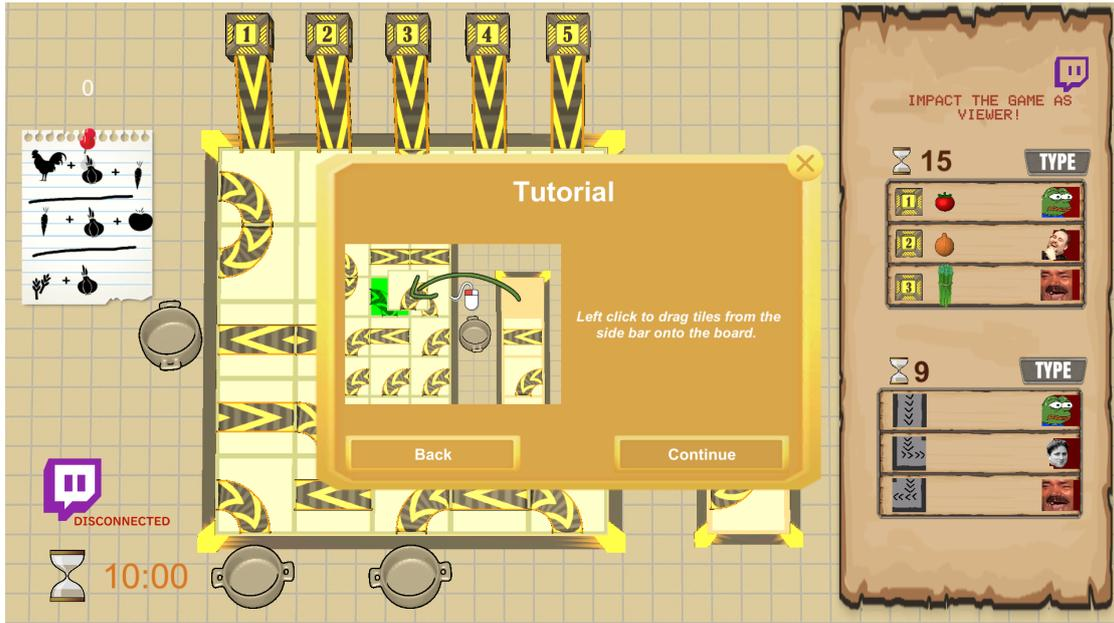 1 2 3 4 5
0
IMPACT THE GAME AS
VIEWER!
15 TYPE
1
2
3
9 TYPE
Tutorial
Left click to drag tiles from the
side bar onto the board.
Back Continue
DISCONNECTED
10:00